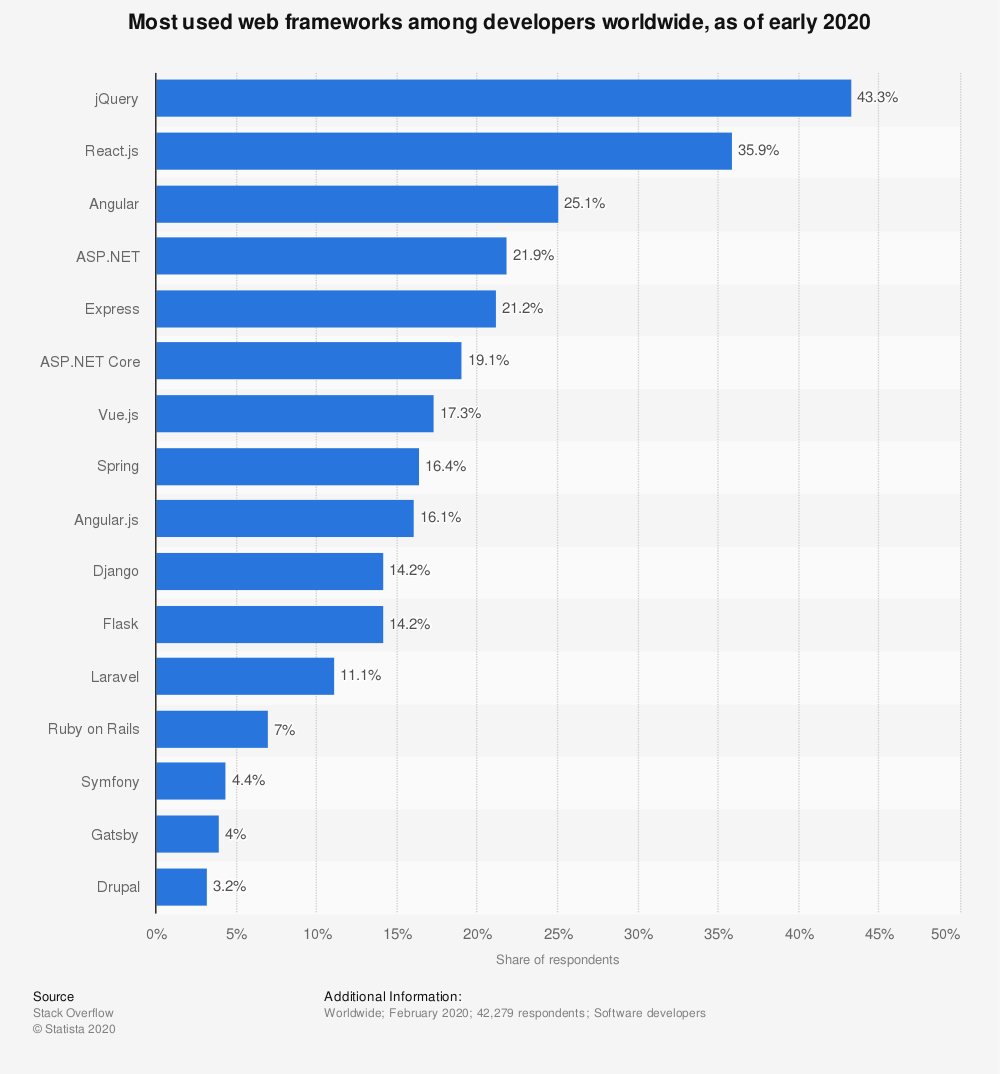 Most used web frameworks among developers worldwide, as of early 2020
jQuery 43.3%
React.js 35.9%
Angular 25.1%
ASP.NET 21.9%
Express 21.2%
ASP.NET Core 19.1%
Vue.js 17.3%
Spring 16.4%
Angular.js 16.1%
Django 14.2%
Flask 14.2%
Laravel 11.1%
Ruby on Rails 7%
Symfony 4.4%
Gatsby 4%
Drupal 3.2%
0% 5% 10% 15% 20% 25% 30% 35% 40% 45% 50%
Share of respondents
Source
Stack Overflow
© Statista 2020
Additional Information:
Worldwide; February 2020; 42,279 respondents; Software developers